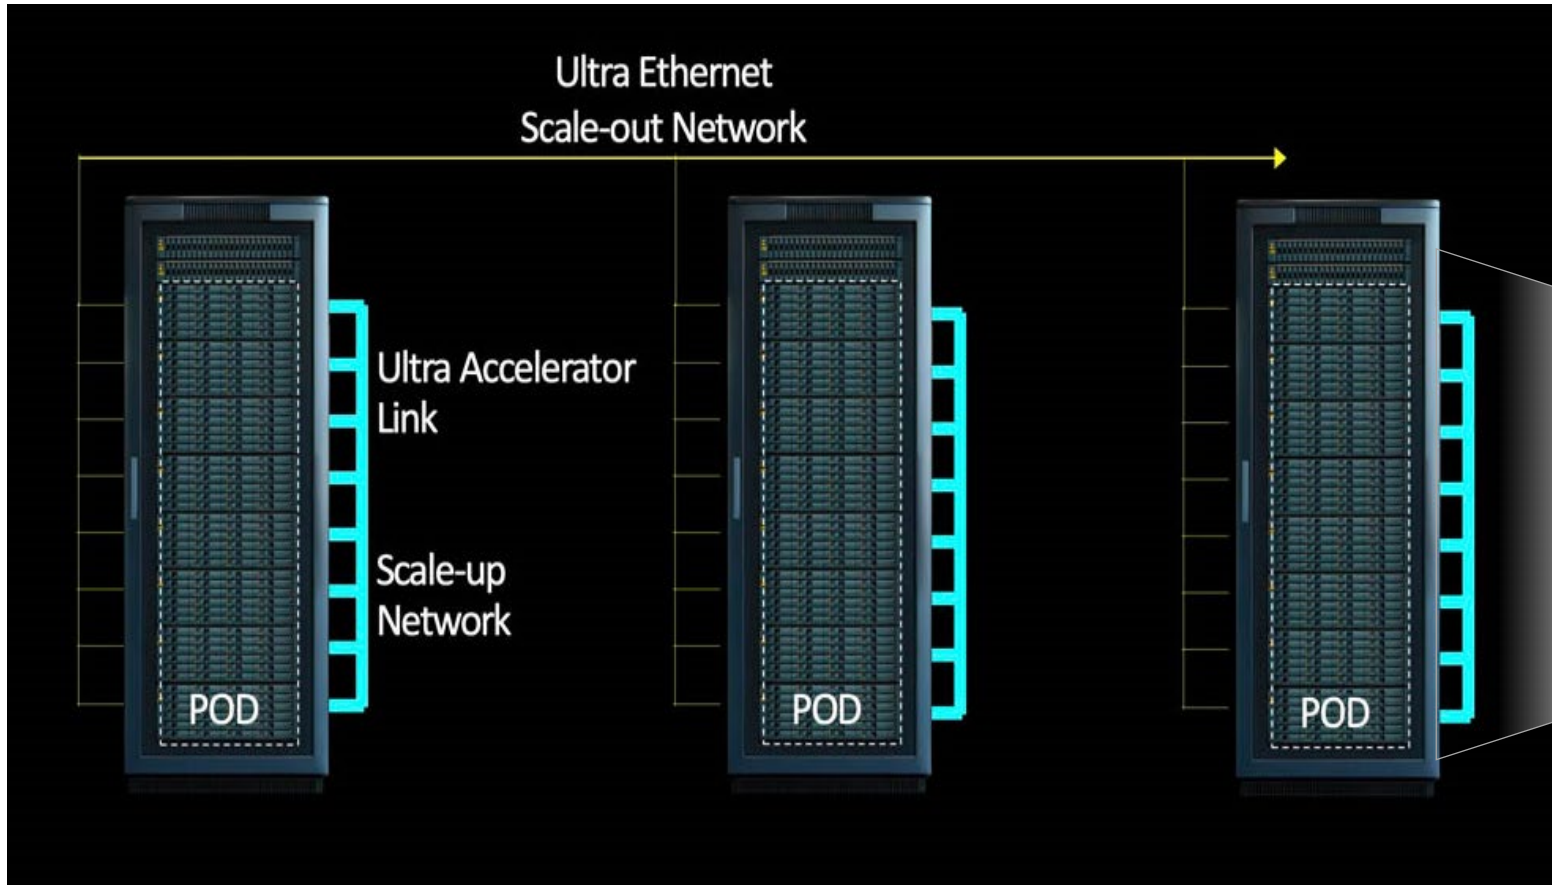 Ultra Ethernet
Scale-out Network
Ultra Accelerator
Link
Scale-up
Network
POD
POD
POD